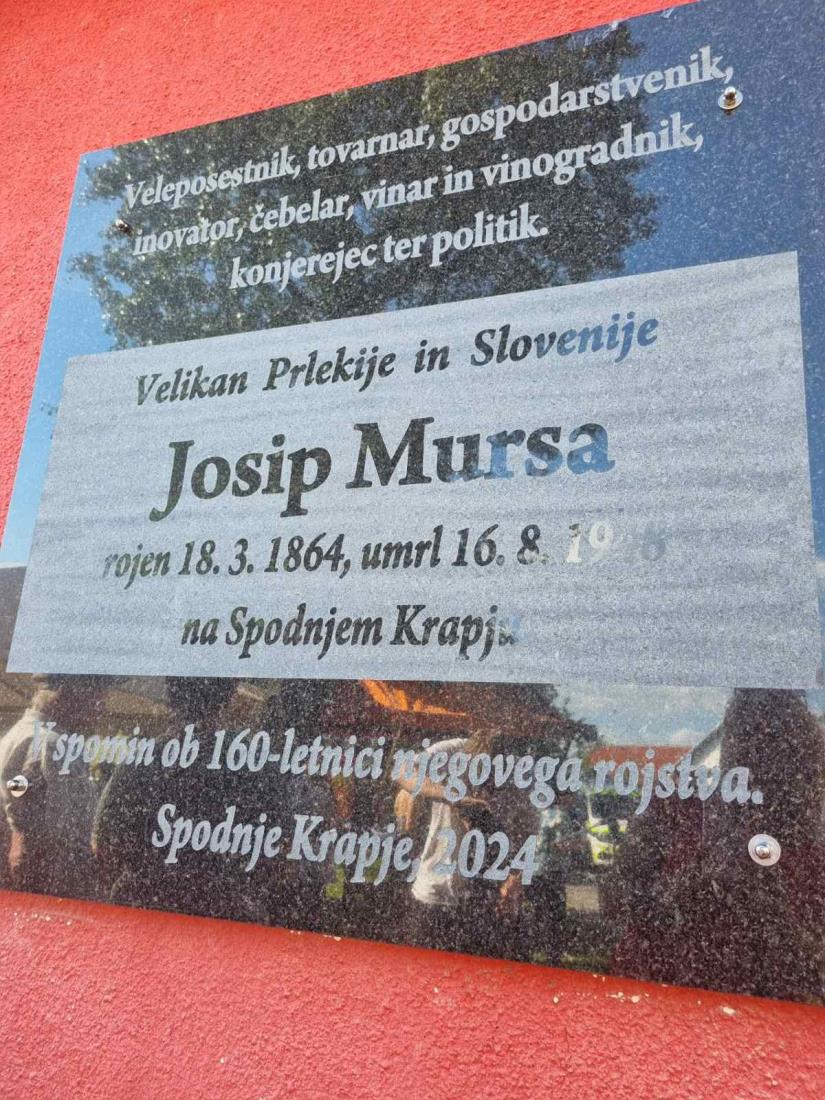 Veleposestnik, tovarnar, gospodarstvenik,
inovator, čebelar, vinar in vinogradnik,
konjerejec ter politik.
Velikan Prlekije in Slovenije
Josip Mursa
rojen 18. 3. 1864, umrl 16. 8.
na Spodnjem Krapju
V spomin ob 160-letnici njegovega rojstva.
Spodnje Krapje, 2024